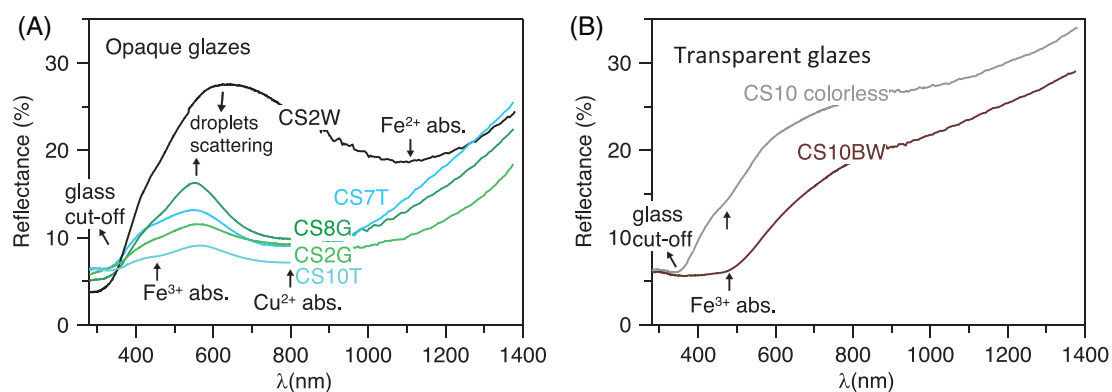 (A)
Opaque glazes
Reflectance (%)
30
20
10
0
400
600
800
1000
1200
1400
λ(nm)
CS2W
droplets
scattering
Fe²⁺ abs.
glass
cut-off
CS7T
CS8G
CS2G
CS10T
Fe³⁺ abs.
Cu²⁺ abs.
(B)
Transparent glazes
Reflectance (%)
30
20
10
0
400
600
800
1000
1200
1400
λ(nm)
CS10 colorless
CS10BW
glass
cut-off
Fe³⁺ abs.